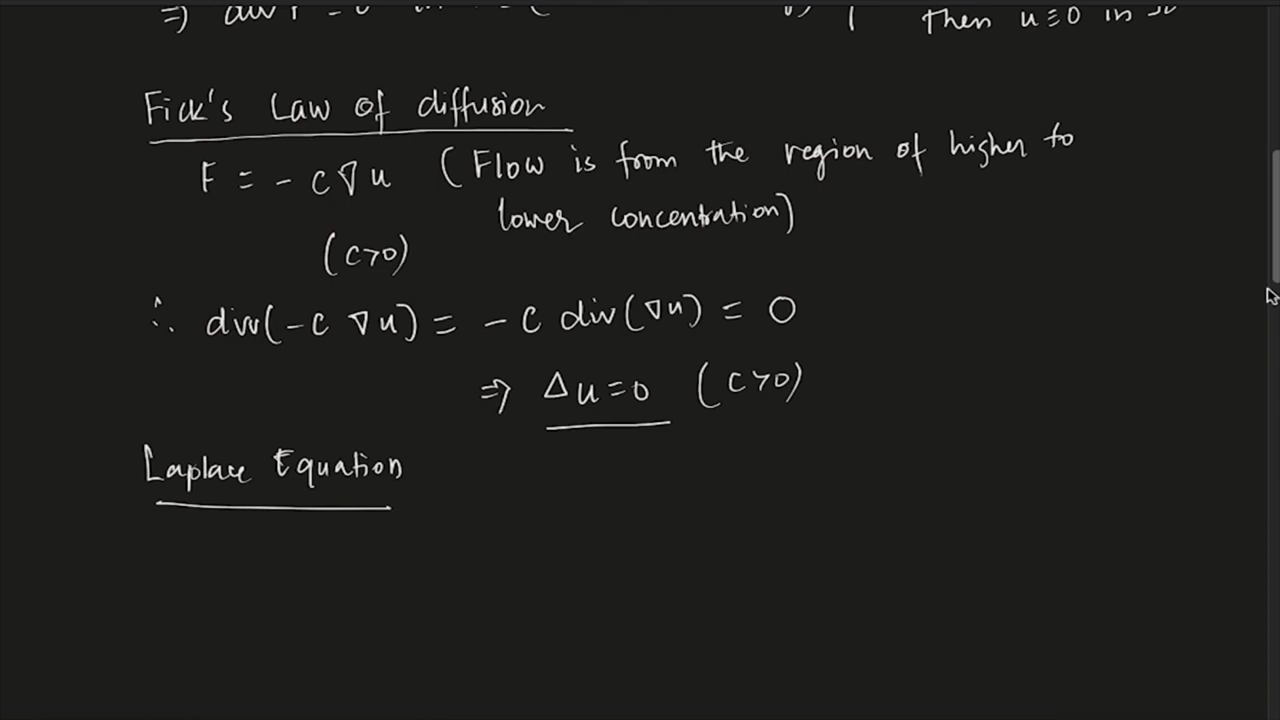 then u ≡ 0 in
Fick's Law of diffusion
F = - C ∇u (Flow is from the region of higher to
lower concentration)
(C>0)
∴ div(-C ∇u) = - C div(∇u) = 0
⇒ Δu=0 (C>0)
Laplace Equation